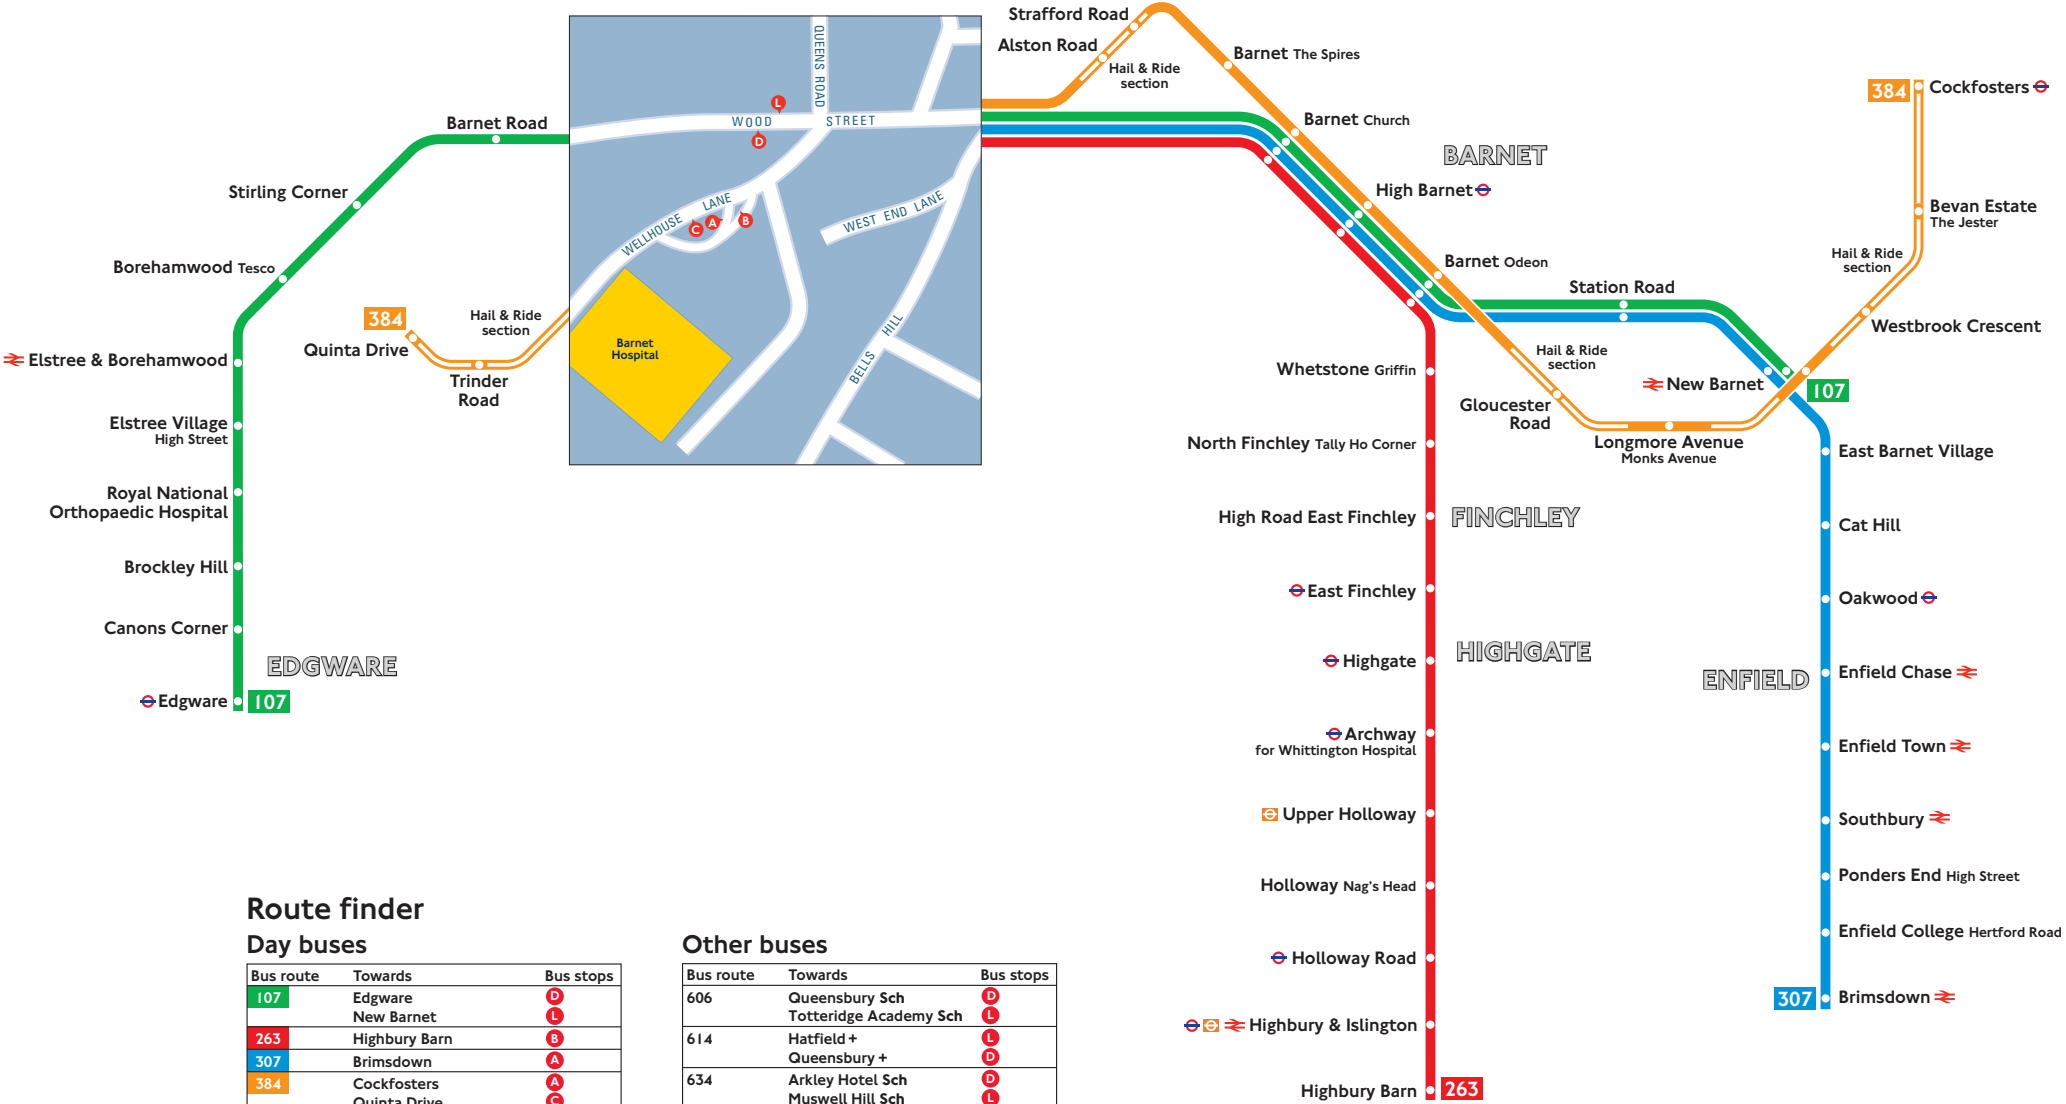 Strafford Road
Alston Road
Hail & Ride
section
Barnet The Spires
Barnet Church
BARNET
High Barnet
Barnet Odeon
Station Road
384
Cockfosters
Bevan Estate
The Jester
Hail & Ride
section
Westbrook Crescent
Hail & Ride
section
New Barnet
107
Gloucester
Road
Longmore Avenue
Monks Avenue
East Barnet Village
Cat Hill
Oakwood
ENFIELD
Enfield Chase
Enfield Town
Southbury
Ponders End High Street
Enfield College Hertford Road
307
Brimsdown
Whetstone Griffin
North Finchley Tally Ho Corner
High Road East Finchley
FINCHLEY
East Finchley
Highgate
HIGHGATE
Archway
for Whittington Hospital
Upper Holloway
Holloway Nag's Head
Holloway Road
Highbury & Islington
Highbury Barn
263
QUEENS ROAD
L
WOOD STREET
D
WELLHOUSE LANE
C
A
B
WEST END LANE
BELLS HILL
Barnet
Hospital
Barnet Road
Stirling Corner
Borehamwood Tesco
384
Quinta Drive
Hail & Ride
section
Trinder
Road
Elstree & Borehamwood
Elstree Village
High Street
Royal National
Orthopaedic Hospital
Brockley Hill
Canons Corner
EDGWARE
Edgware
107
Route finder
Day buses
Bus route Towards Bus stops
107 Edgware D
New Barnet L
263 Highbury Barn B
307 Brimsdown A
384 Cockfosters A
Quinta Drive C
Other buses
Bus route Towards Bus stops
606 Queensbury Sch D
Totteridge Academy Sch L
614 Hatfield + L
Queensbury + D
634 Arkley Hotel Sch D
Muswell Hill Sch L